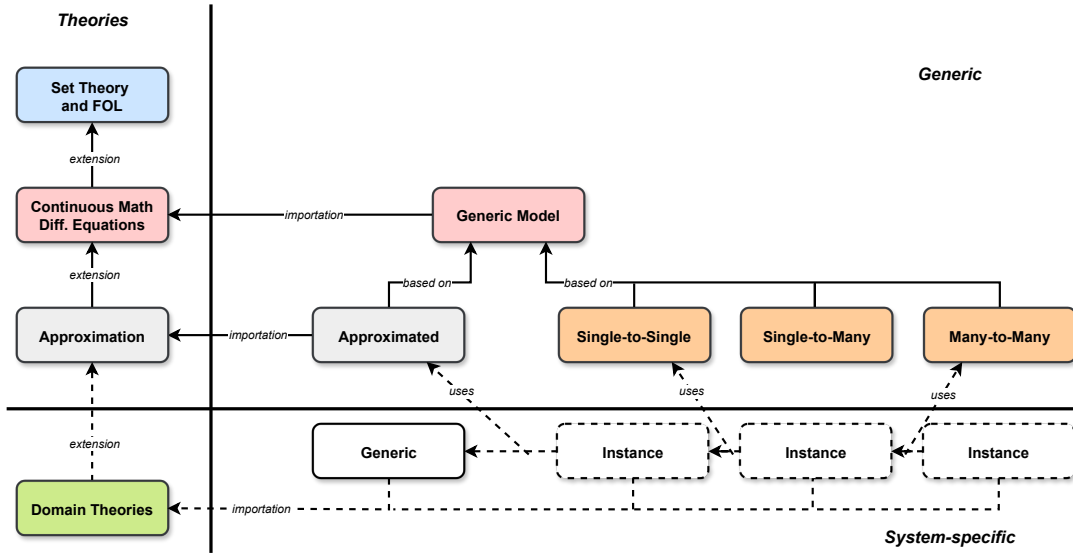 Theories
Generic
Set Theory
and FOL
extension
Continuous Math
Diff. Equations
importation
Generic Model
extension
based on
based on
Approximation
importation
Approximated
Single-to-Single
Single-to-Many
Many-to-Many
uses
uses
uses
extension
Generic
Instance
Instance
Instance
Domain Theories
importation
System-specific